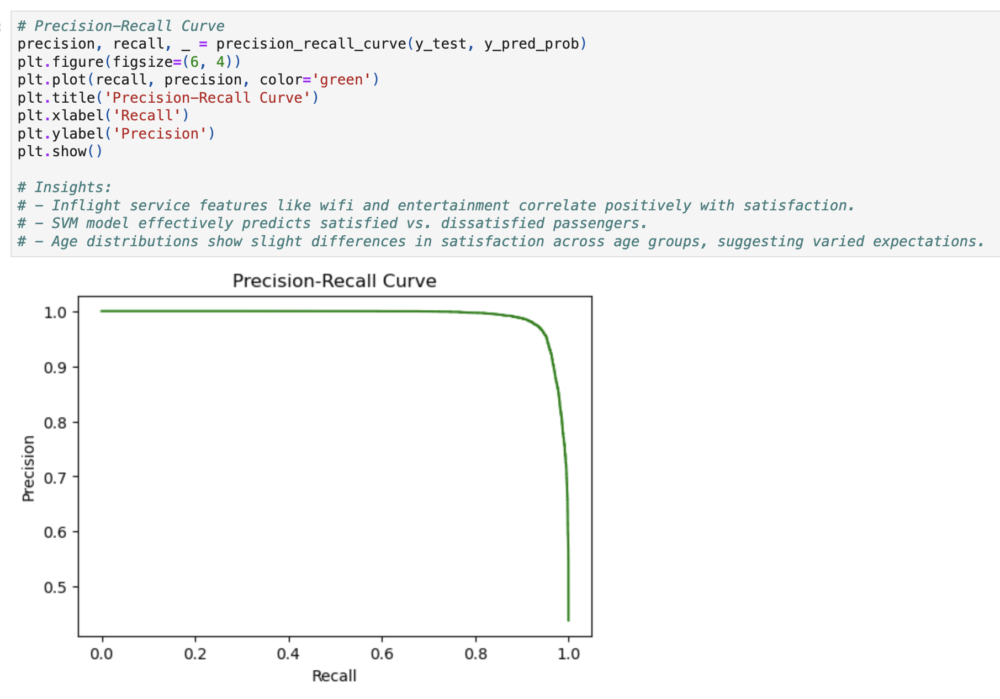 # Precision-Recall Curve
precision, recall, _ = precision_recall_curve(y_test, y_pred_prob)
plt.figure(figsize=(6, 4))
plt.plot(recall, precision, color='green')
plt.title('Precision-Recall Curve')
plt.xlabel('Recall')
plt.ylabel('Precision')
plt.show()
# Insights:
# - Inflight service features like wifi and entertainment correlate positively with satisfaction.
# - SVM model effectively predicts satisfied vs. dissatisfied passengers.
# - Age distributions show slight differences in satisfaction across age groups, suggesting varied expectations.
Precision-Recall Curve
1.0
0.9
0.8
0.7
0.6
0.5
Precision
0.0 0.2 0.4 0.6 0.8 1.0
Recall